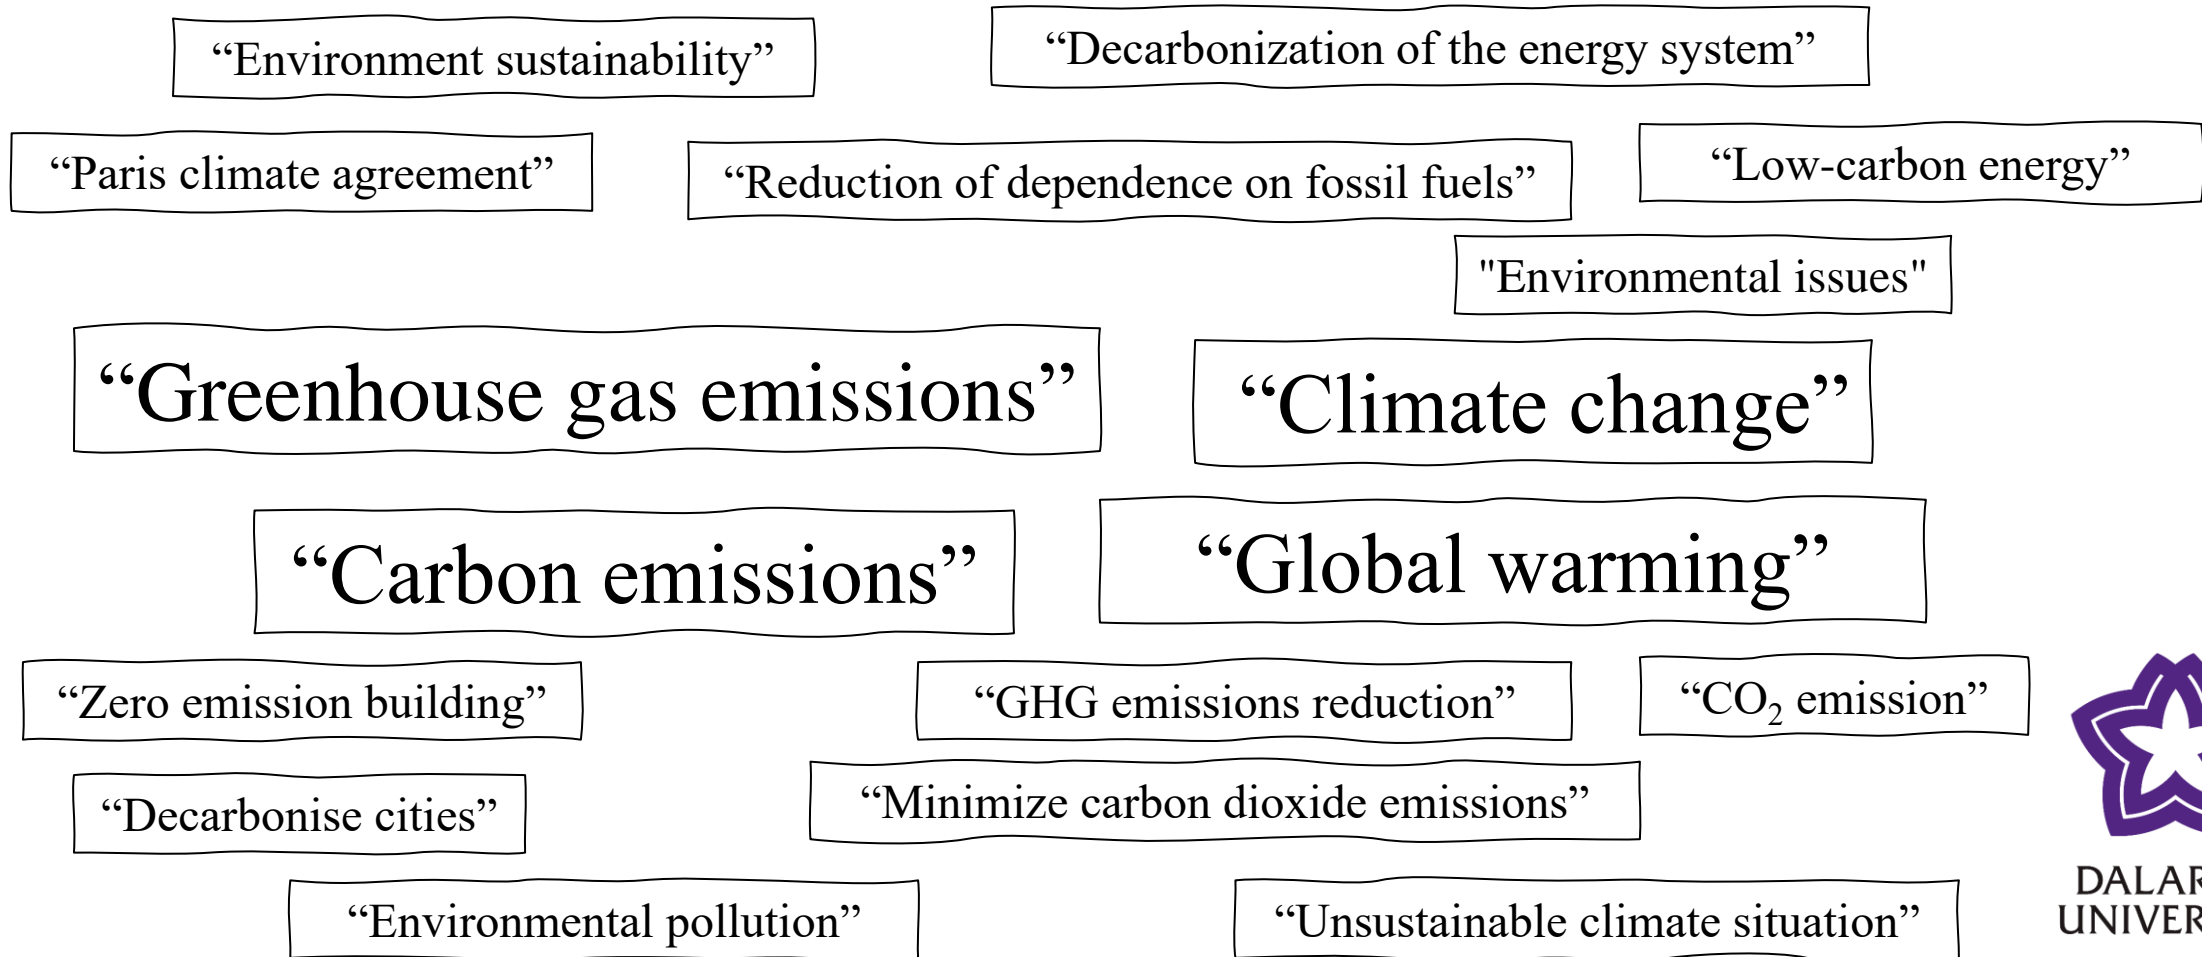 “Environment sustainability”
“Decarbonization of the energy system”
“Paris climate agreement”
“Reduction of dependence on fossil fuels”
“Low-carbon energy”
"Environmental issues"
“Greenhouse gas emissions”
“Climate change”
“Carbon emissions”
“Global warming”
“Zero emission building”
“GHG emissions reduction”
“CO₂ emission”
“Decarbonise cities”
“Minimize carbon dioxide emissions”
“Environmental pollution”
“Unsustainable climate situation”